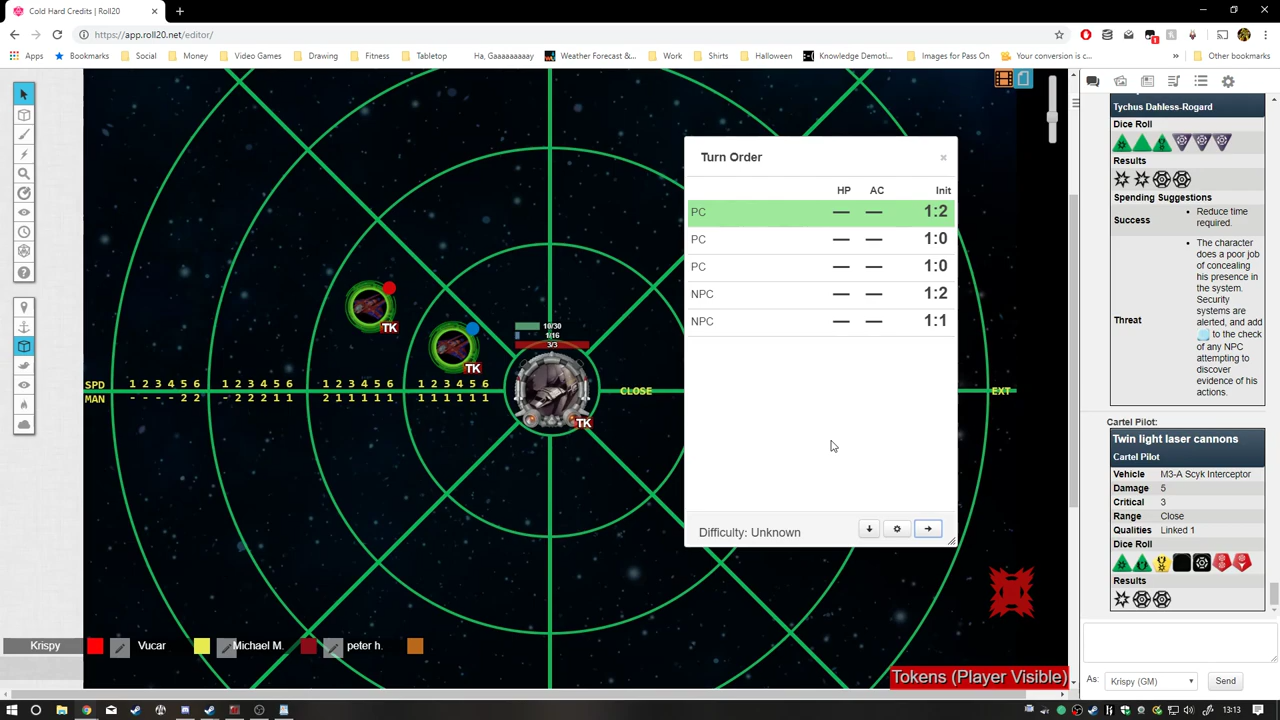 Cold Hard Credits | Roll20
https://app.roll20.net/editor/
Apps Bookmarks Social Money Video Games Drawing Fitness Tabletop Ha, Gaaaaaaaay Weather Forecast &... Work Shirts Halloween Knowledge Demoti... Images for Pass On Your conversion is c... » Other bookmarks
Turn Order
HP AC Init
PC — — 1:2
PC — — 1:0
PC — — 1:0
NPC — — 1:2
NPC — — 1:1
Difficulty: Unknown
TK
TK
10/30
1/16
3/3
TK
SPD 1 2 3 4 5 6 1 2 3 4 5 6 1 2 3 4 5 6 1 2 3 4 5 6
MAN - - - - 2 2 - 2 2 2 1 1 2 1 1 1 1 1 1 1 1 1 1 1
CLOSE
EXT
Krispy
Vucar
Michael M.
peter h.
Tokens (Player Visible)
Tychus Dahless-Rogard
Dice Roll
Results
Spending Suggestions
Success
• Reduce time
required.
Threat
• The character
does a poor job of
concealing his
presence in
the system.
Security
systems are
alerted, and add
to the check
of any NPC
attempting to
discover
evidence of his
actions.
Cartel Pilot:
Twin light laser cannons
Cartel Pilot
Vehicle M3-A Scyk Interceptor
Damage 5
Critical 3
Range Close
Qualities Linked 1
Dice Roll
Results
As: Krispy (GM) Send
13:13